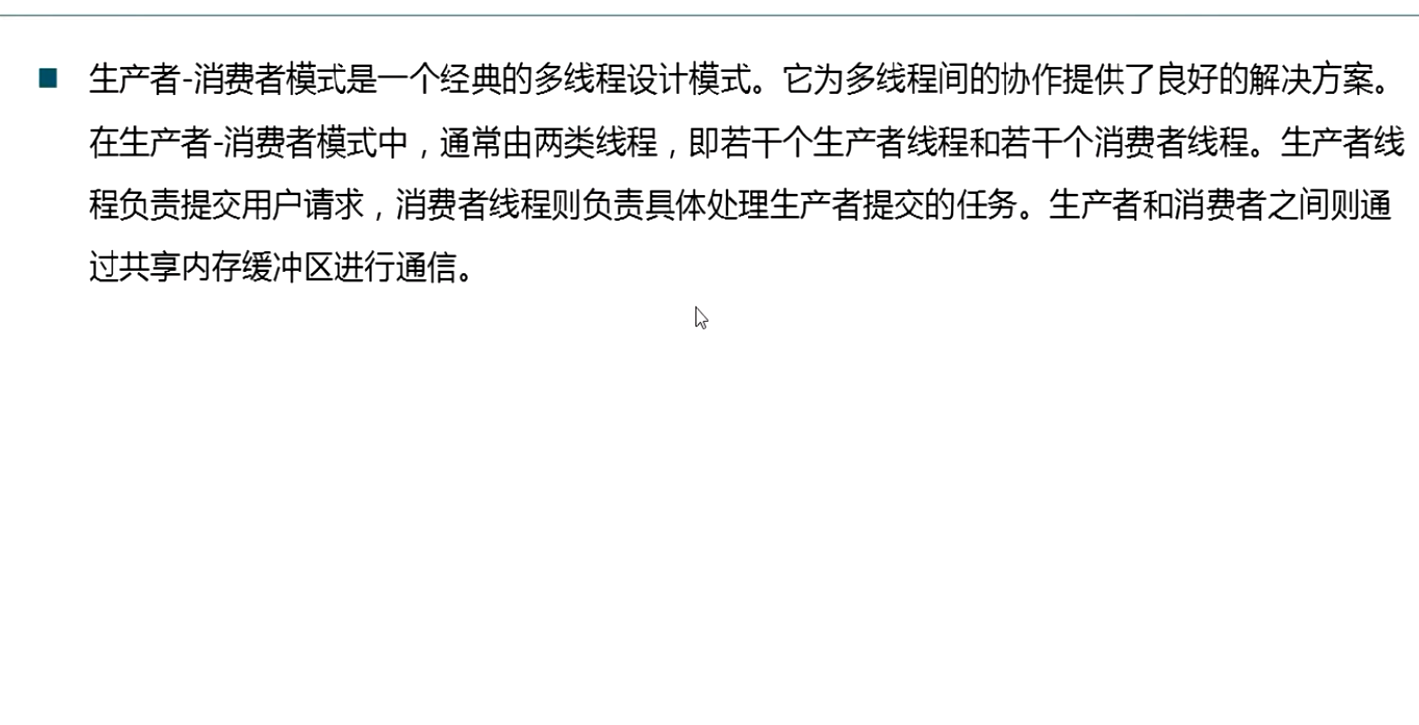 生产者-消费者模式是一个经典的多线程设计模式。它为多线程间的协作提供了良好的解决方案。
在生产者-消费者模式中，通常由两类线程，即若干个生产者线程和若干个消费者线程。生产者线
程负责提交用户请求，消费者线程则负责具体处理生产者提交的任务。生产者和消费者之间则通
过共享内存缓冲区进行通信。